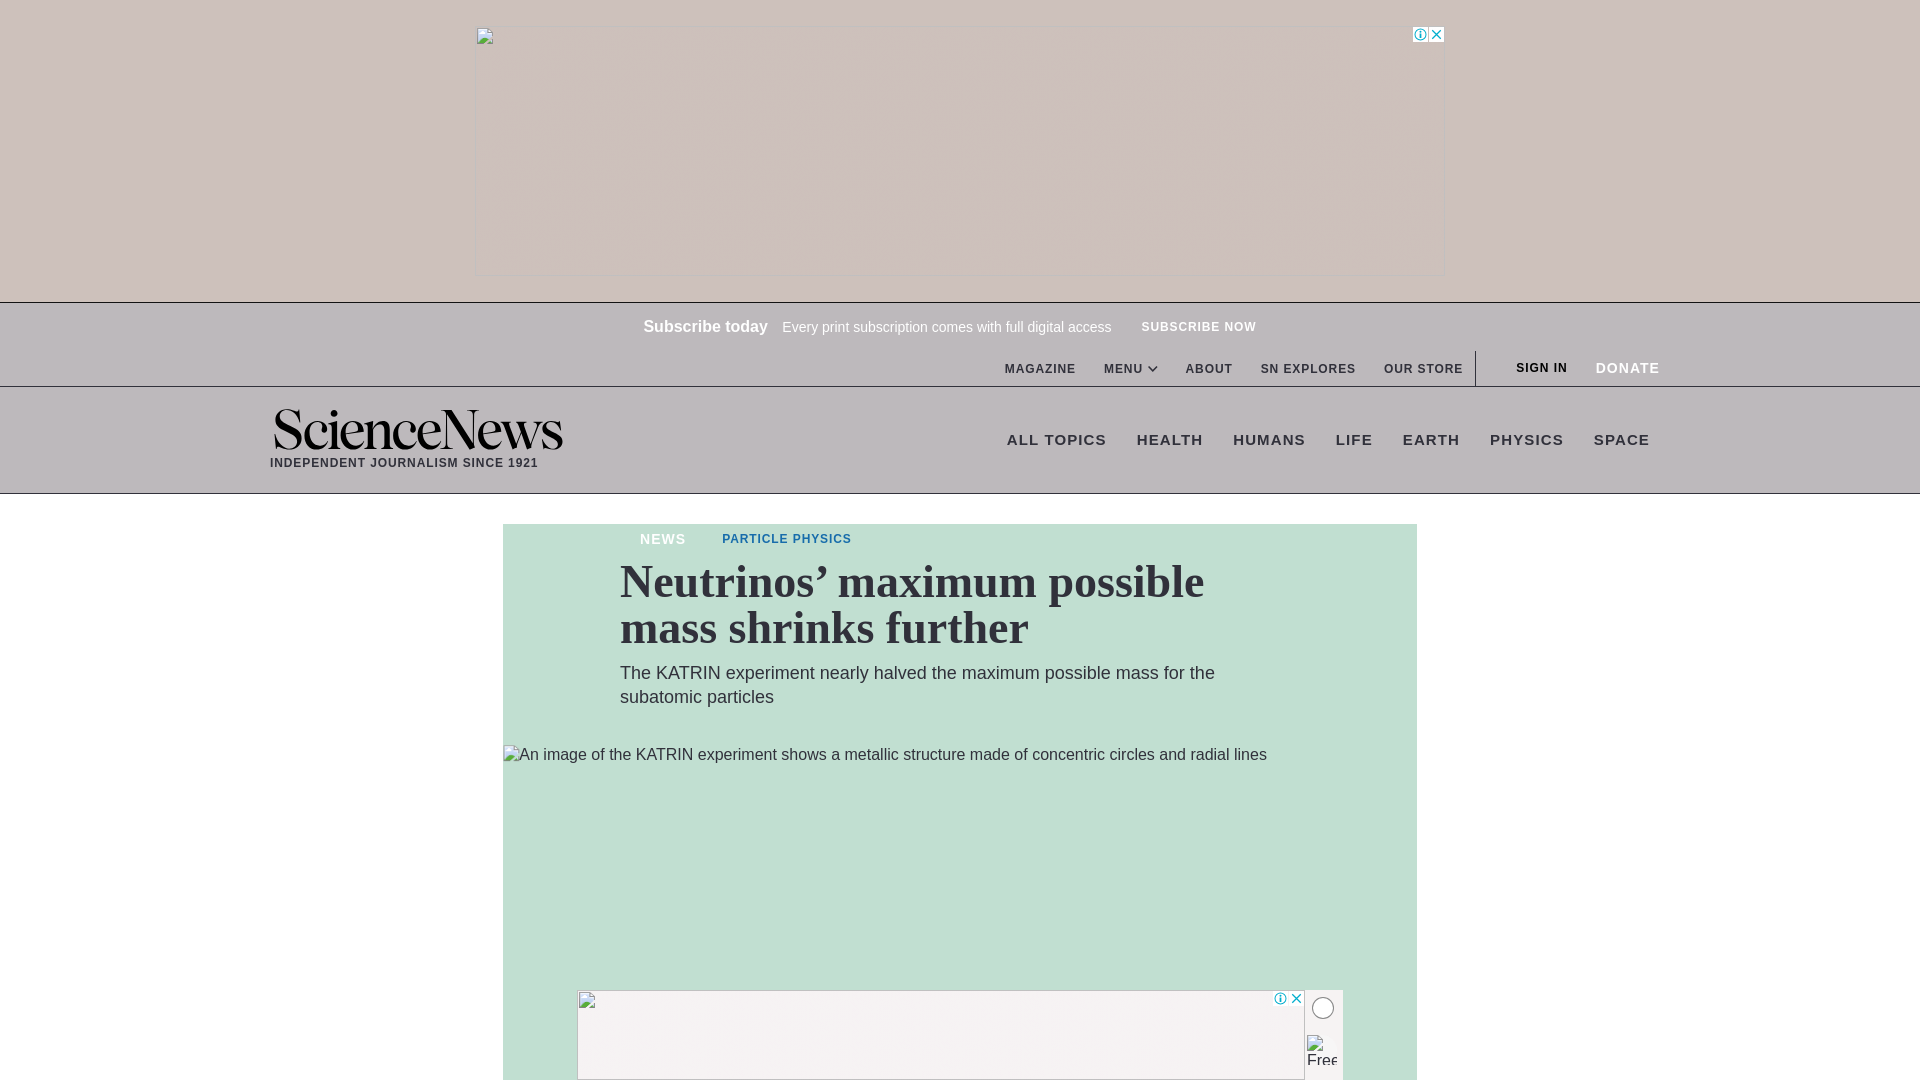 Subscribe today Every print subscription comes with full digital access SUBSCRIBE NOW
MAGAZINE MENU ABOUT SN EXPLORES OUR STORE SIGN IN DONATE
ScienceNews
INDEPENDENT JOURNALISM SINCE 1921
ALL TOPICS HEALTH HUMANS LIFE EARTH PHYSICS SPACE
NEWS PARTICLE PHYSICS
Neutrinos’ maximum possible
mass shrinks further
The KATRIN experiment nearly halved the maximum possible mass for the
subatomic particles
An image of the KATRIN experiment shows a metallic structure made of concentric circles and radial lines
Free